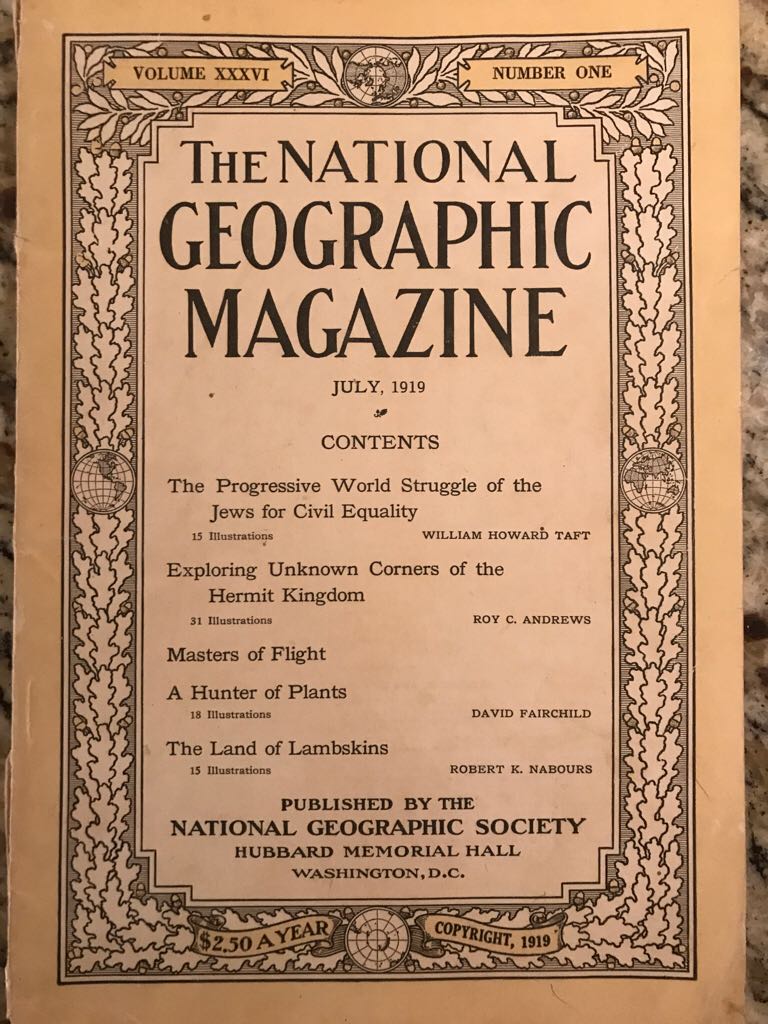 VOLUME XXXVI
NUMBER ONE
THE NATIONAL
GEOGRAPHIC
MAGAZINE
JULY, 1919
CONTENTS
The Progressive World Struggle of the
Jews for Civil Equality
15 Illustrations WILLIAM HOWARD TAFT
Exploring Unknown Corners of the
Hermit Kingdom
31 Illustrations ROY C. ANDREWS
Masters of Flight
A Hunter of Plants
18 Illustrations DAVID FAIRCHILD
The Land of Lambskins
15 Illustrations ROBERT K. NABOURS
PUBLISHED BY THE
NATIONAL GEOGRAPHIC SOCIETY
HUBBARD MEMORIAL HALL
WASHINGTON, D.C.
$2.50 A YEAR
COPYRIGHT, 1919